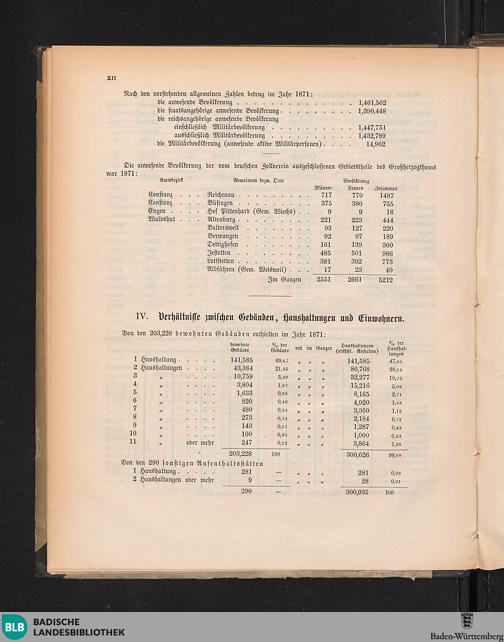 XII
Nach den vorstehenden allgemeinen Zahlen betrug im Jahr 1871:
die anwesende Bevölkerung . . . . . . . . . . . . 1,461,562
die staatsangehörige anwesende Bevölkerung . . . . . . . . 1,390,448
die reichsangehörige anwesende Bevölkerung
einschließlich Militärbevölkerung . . . . . . . . . 1,447,751
ausschließlich Militärbevölkerung . . . . . . . . . 1,432,789
die Militärbevölkerung (anwesende aktive Militärpersonen) . . . . 14,962
Die anwesende Bevölkerung der vom deutschen Zollverein ausgeschlossenen Gebietstheile des Großherzogthums
war 1871:
Amtsbezirk Gemeinden bezw. Orte Bevölkerung
Männer Frauen Zusammen
Constanz . . . Reichenau . . . . . . . . 717 770 1487
Constanz . . . Büsingen . . . . . . . . 375 380 755
Engen . . . . Hof Pittenhard (Gem. Wiechs) . . 9 9 18
Waldshut . . . Altenburg . . . . . . . . 221 223 444
Baltersweil . . . . . . . 93 127 220
Berwangen . . . . . . . 92 97 189
Dettighofen . . . . . . . 161 139 300
Jestetten . . . . . . . . 485 501 986
Lottstetten . . . . . . . . 381 392 773
Albführen (Gem. Weisweil) . . . 17 23 40
Im Ganzen 2551 2661 5212
IV. Verhältnisse zwischen Gebäuden, Haushaltungen und Einwohnern.
Von den 203,228 bewohnten Gebäuden enthielten im Jahr 1871:
bewohnte Gebäude % der Gebäude mit im Ganzen Haushaltungen (einschl. Anstalten) % der Haushaltungen
1 Haushaltung . . . . . 141,585 69,67 " " " 141,585 47,05
2 Haushaltungen . . . . 43,384 21,35 " " " 86,768 28,83
3 " . . . . 10,759 5,29 " " " 32,277 10,73
4 " . . . . 3,804 1,87 " " " 15,216 5,06
5 " . . . . 1,633 0,80 " " " 8,165 2,71
6 " . . . . 820 0,40 " " " 4,920 1,63
7 " . . . . 480 0,24 " " " 3,360 1,12
8 " . . . . 273 0,14 " " " 2,184 0,73
9 " . . . . 143 0,07 " " " 1,287 0,43
10 " . . . . 100 0,05 " " " 1,000 0,33
11 " oder mehr 247 0,12 " " " 3,864 1,28
203,228 100 300,626 99,90
Von den 290 sonstigen Aufenthaltsstätten
1 Haushaltung . . . . . 281 — " " " 281 0,09
2 Haushaltungen oder mehr 9 — " " " 28 0,01
290 — 300,935 100
BLB BADISCHE
LANDESBIBLIOTHEK
Baden-Württemberg